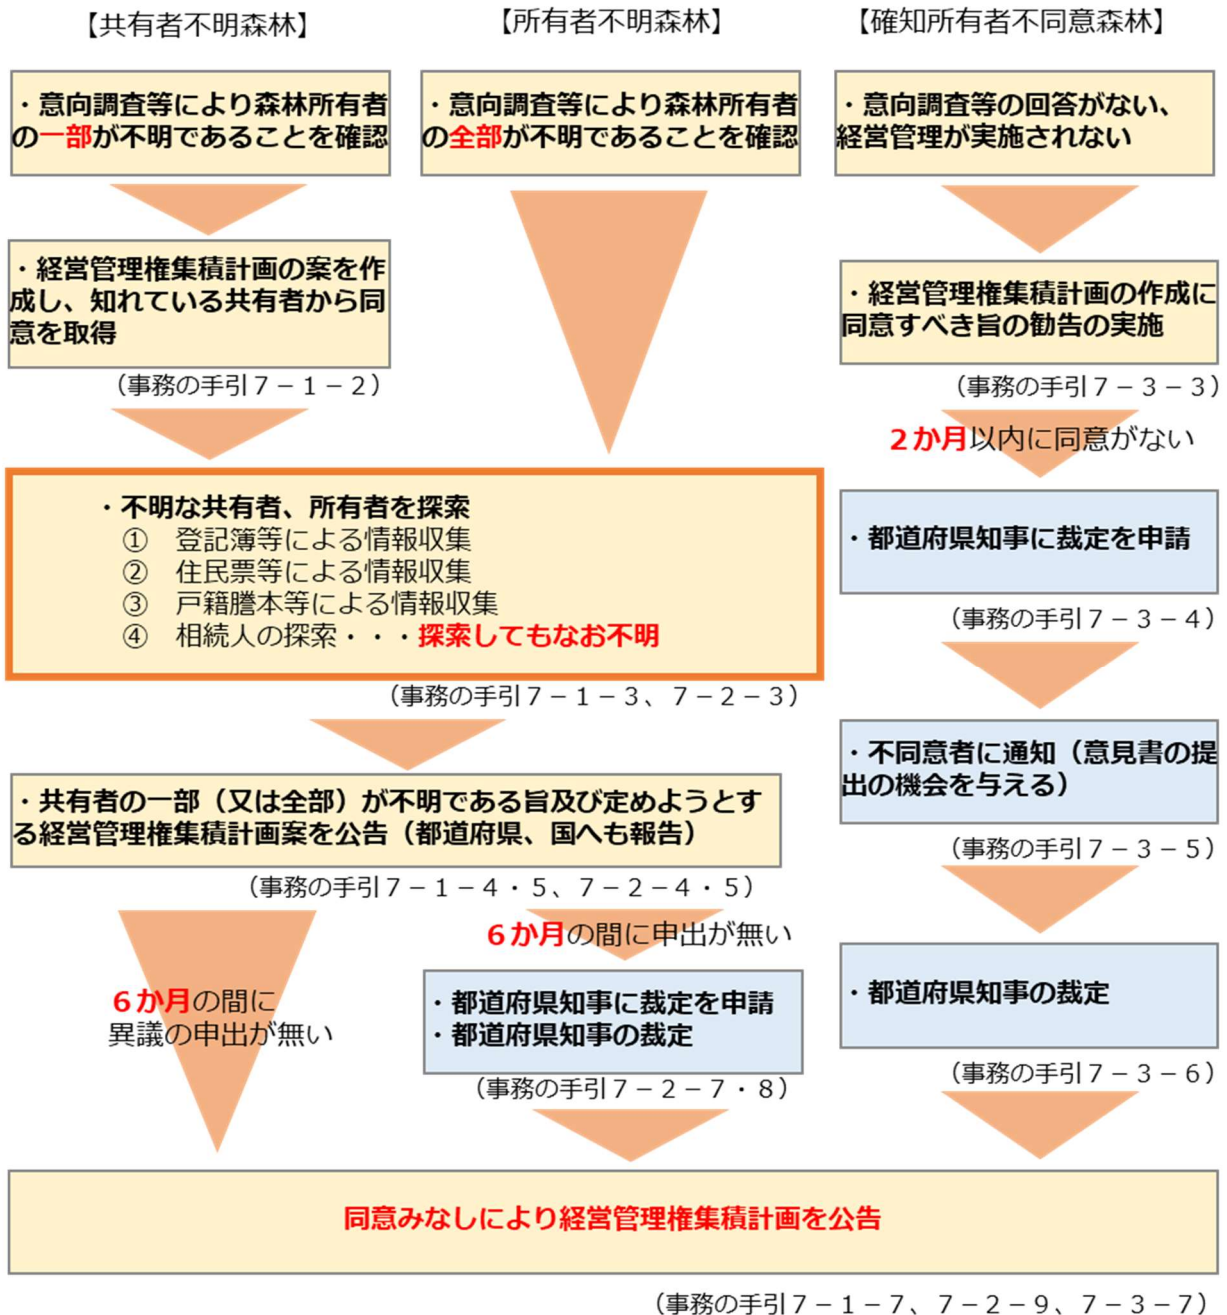 【共有者不明森林】
【所有者不明森林】
【確知所有者不同意森林】
・意向調査等により森林所有者
の一部が不明であることを確認
・意向調査等により森林所有者
の全部が不明であることを確認
・意向調査等の回答がない、
経営管理が実施されない
・経営管理権集積計画の案を作
成し、知れている共有者から同
意を取得
（事務の手引７－１－２）
・経営管理権集積計画の作成に
同意すべき旨の勧告の実施
（事務の手引７－３－３）
２か月以内に同意がない
・不明な共有者、所有者を探索
①　登記簿等による情報収集
②　住民票等による情報収集
③　戸籍謄本等による情報収集
④　相続人の探索・・・探索してもなお不明
（事務の手引７－１－３、７－２－３）
・都道府県知事に裁定を申請
（事務の手引７－３－４）
・不同意者に通知（意見書の提
出の機会を与える）
（事務の手引７－３－５）
・共有者の一部（又は全部）が不明である旨及び定めようとす
る経営管理権集積計画案を公告（都道府県、国へも報告）
（事務の手引７－１－４・５、７－２－４・５）
６か月の間に
異議の申出が無い
６か月の間に申出が無い
・都道府県知事に裁定を申請
・都道府県知事の裁定
（事務の手引７－２－７・８）
・都道府県知事の裁定
（事務の手引７－３－６）
同意みなしにより経営管理権集積計画を公告
（事務の手引７－１－７、７－２－９、７－３－７）